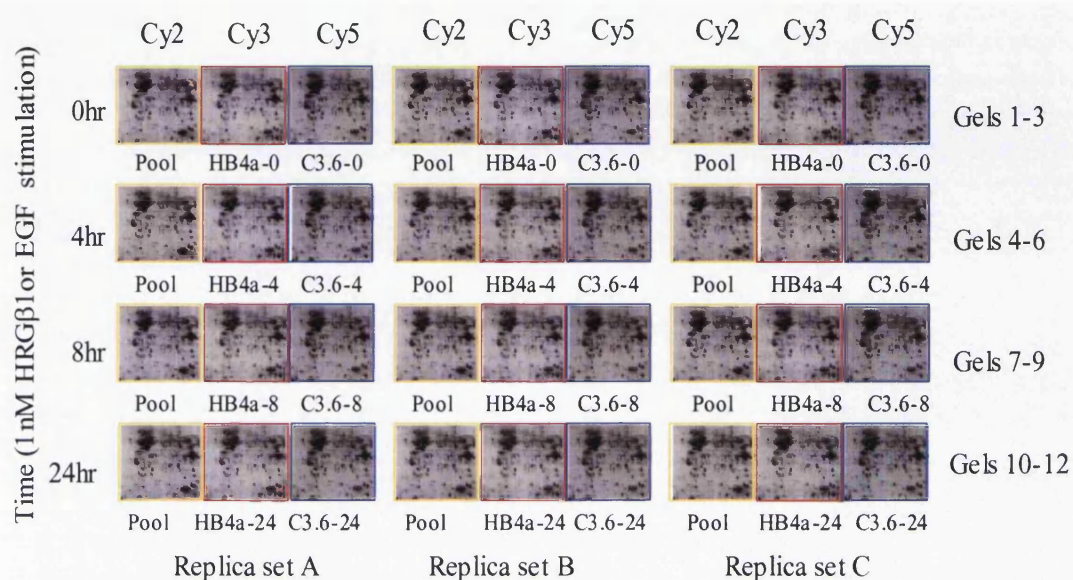 Cy2 Cy3 Cy5 Cy2 Cy3 Cy5 Cy2 Cy3 Cy5
Time (1nM HRGβ1or EGF stimulation)
0hr Gels 1-3
Pool HB4a-0 C3.6-0 Pool HB4a-0 C3.6-0 Pool HB4a-0 C3.6-0
4hr Gels 4-6
Pool HB4a-4 C3.6-4 Pool HB4a-4 C3.6-4 Pool HB4a-4 C3.6-4
8hr Gels 7-9
Pool HB4a-8 C3.6-8 Pool HB4a-8 C3.6-8 Pool HB4a-8 C3.6-8
24hr Gels 10-12
Pool HB4a-24 C3.6-24 Pool HB4a-24 C3.6-24 Pool HB4a-24 C3.6-24
Replica set A Replica set B Replica set C